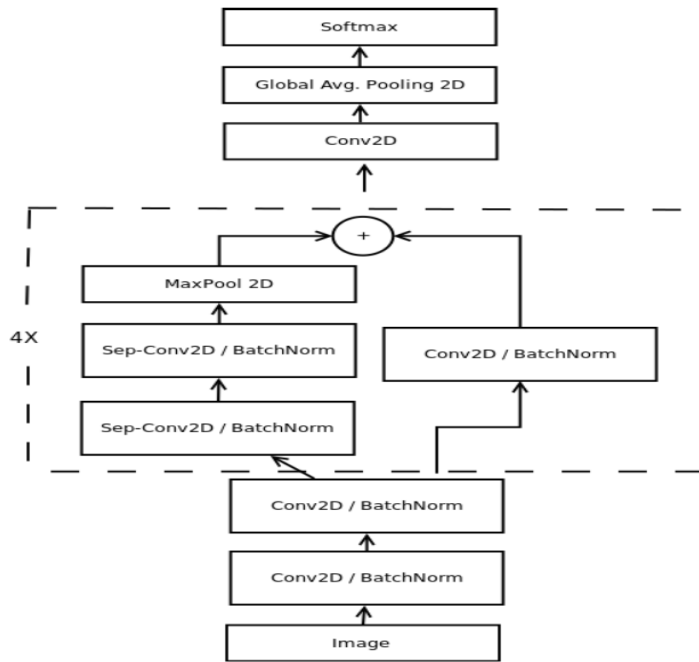 Softmax
Global Avg. Pooling 2D
Conv2D
+
MaxPool 2D
4X
Sep-Conv2D / BatchNorm
Conv2D / BatchNorm
Sep-Conv2D / BatchNorm
Conv2D / BatchNorm
Conv2D / BatchNorm
Image